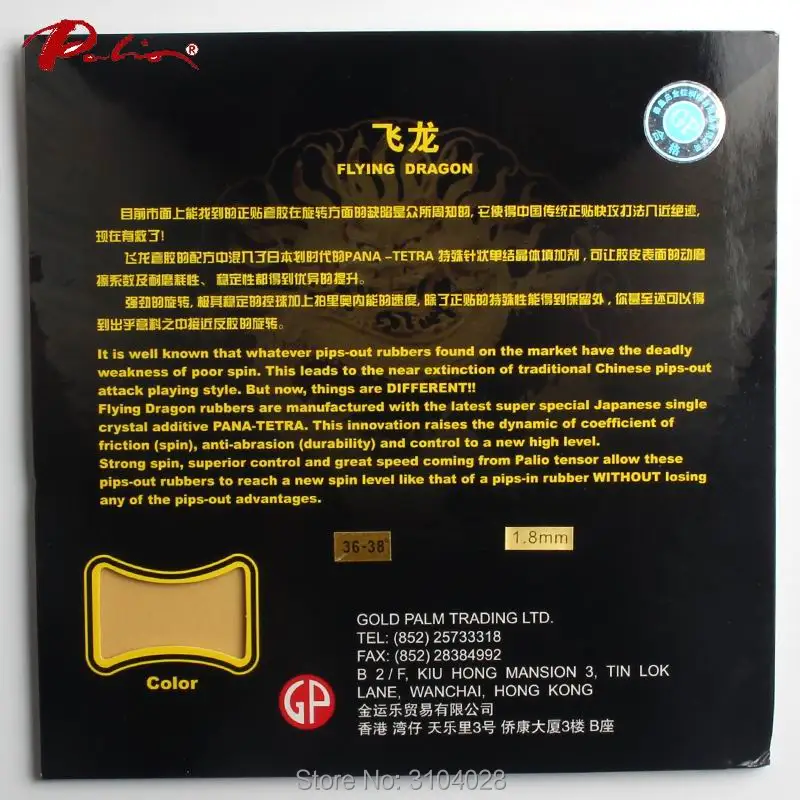 Palio®
飞龙
FLYING DRAGON
GP
合格
目前市面上能找到的正贴套胶在旋转方面的缺陷是众所周知的, 它使得中国传统正贴快攻打法几近绝迹,
现在有救了!
飞龙套胶的配方中混入了日本划时代的PANA -TETRA 特殊针状单结晶体填加剂, 可让胶皮表面的动磨
擦系数及耐磨耗性、稳定性都得到优异的提升。
强劲的旋转, 极其稳定的控球加上拍里奥内能的速度, 除了正贴的特殊性能得到保留外, 你甚至还可以得
到出乎意料之中接近反胶的旋转。
It is well known that whatever pips-out rubbers found on the market have the deadly
weakness of poor spin. This leads to the near extinction of traditional Chinese pips-out
attack playing style. But now, things are DIFFERENT!!
Flying Dragon rubbers are manufactured with the latest super special Japanese single
crystal additive PANA-TETRA. This innovation raises the dynamic of coefficient of
friction (spin), anti-abrasion (durability) and control to a new high level.
Strong spin, superior control and great speed coming from Palio tensor allow these
pips-out rubbers to reach a new spin level like that of a pips-in rubber WITHOUT losing
any of the pips-out advantages.
36-38°
1.8mm
Color
GP
GOLD PALM TRADING LTD.
TEL: (852) 25733318
FAX: (852) 28384992
B 2/F, KIU HONG MANSION 3, TIN LOK
LANE, WANCHAI, HONG KONG
金运乐贸易有限公司
香港 湾仔 天乐里3号 侨康大厦3楼 B座
Store No: 3104028